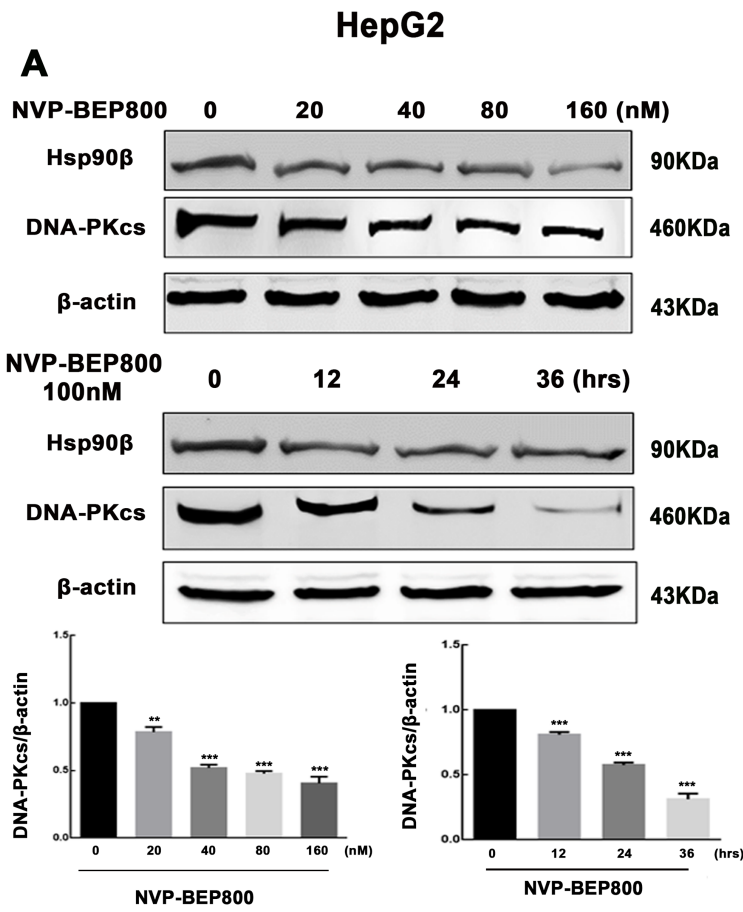 HepG2
A
NVP-BEP800 0 20 40 80 160 (nM)
Hsp90β 90KDa
DNA-PKcs 460KDa
β-actin 43KDa
NVP-BEP800
100nM 0 12 24 36 (hrs)
Hsp90β 90KDa
DNA-PKcs 460KDa
β-actin 43KDa
DNA-PKcs/β-actin
1.5
1.0
0.5
0.0
** *** *** ***
0 20 40 80 160 (nM)
NVP-BEP800
DNA-PKcs/β-actin
1.5
1.0
0.5
0.0
*** *** ***
0 12 24 36 (hrs)
NVP-BEP800